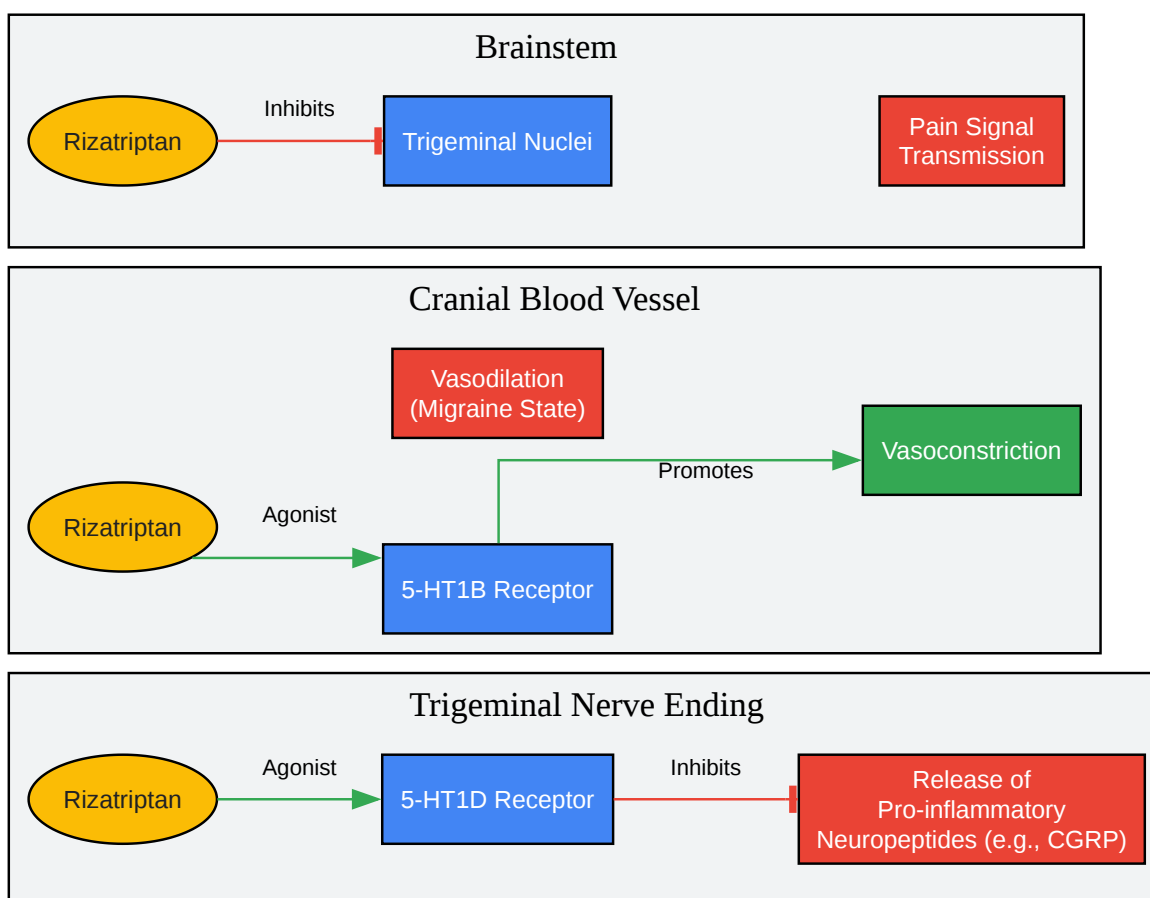 Brainstem
Inhibits
Rizatriptan
Trigeminal Nuclei
Pain Signal
Transmission
Cranial Blood Vessel
Vasodilation
(Migraine State)
Vasoconstriction
Promotes
Agonist
Rizatriptan
5-HT1B Receptor
Trigeminal Nerve Ending
Agonist
Inhibits
Rizatriptan
5-HT1D Receptor
Release of
Pro-inflammatory
Neuropeptides (e.g., CGRP)